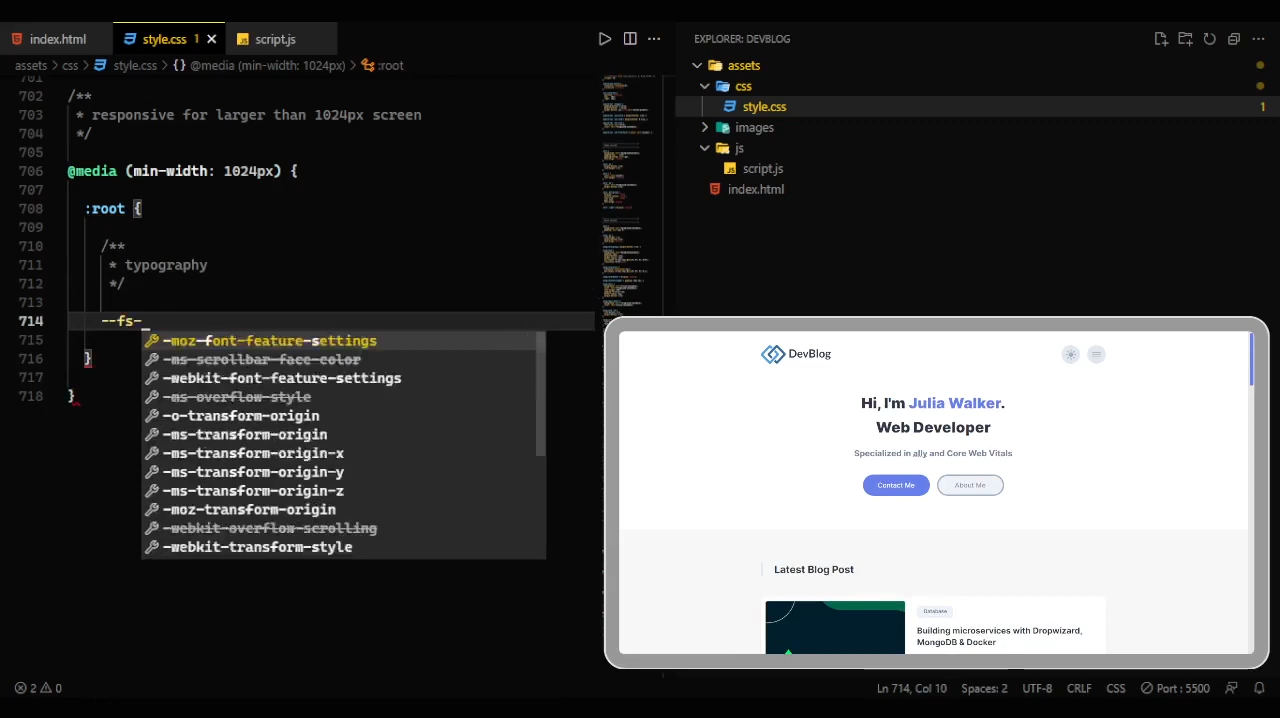 index.html
style.css 1
script.js
EXPLORER: DEVBLOG
assets > css > style.css > {} @media (min-width: 1024px) > :root
701
702 /**
703 * responsive for larger than 1024px screen
704 */
705
706 @media (min-width: 1024px) {
707
708 :root {
709
710 /**
711 * typography
712 */
713
714 --fs-_
715
716 }
717
718 }
-moz-font-feature-settings
-ms-scrollbar-face-color
-webkit-font-feature-settings
-ms-overflow-style
-o-transform-origin
-ms-transform-origin
-ms-transform-origin-x
-ms-transform-origin-y
-ms-transform-origin-z
-moz-transform-origin
-webkit-overflow-scrolling
-webkit-transform-style
assets
css
style.css 1
images
js
script.js
index.html
DevBlog
Hi, I'm Julia Walker.
Web Developer
Specialized in a11y and Core Web Vitals
Contact Me
About Me
Latest Blog Post
Database
Building microservices with Dropwizard,
MongoDB & Docker
2 0
Ln 714, Col 10
Spaces: 2
UTF-8
CRLF
CSS
Port : 5500